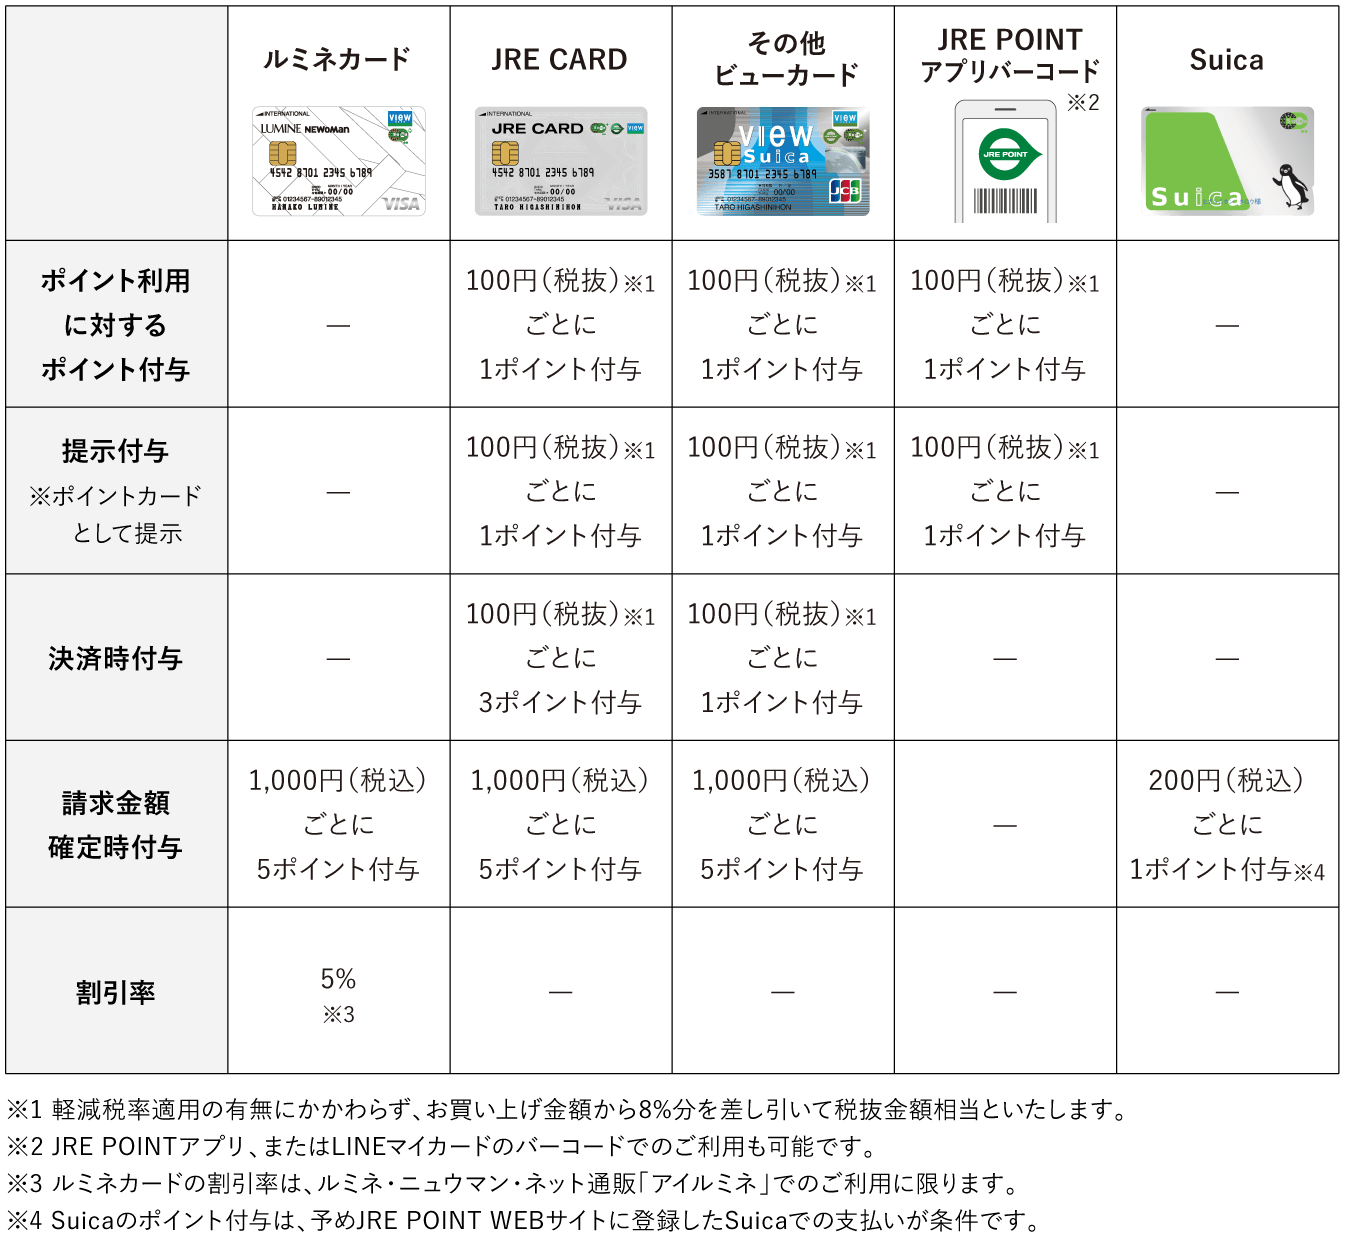 ルミネカード
JRE CARD
その他
ビューカード
JRE POINT
アプリバーコード
※2
Suica
INTERNATIONAL
LUMINE NEWoMan
VIEW
4542 8701 2345 6789
MONTH / YEAR
00/00
01234567-89012345
HANAKO LUMINE
VISA
INTERNATIONAL
JRE CARD
VIEW
4542 8701 2345 6789
MONTH / YEAR
00/00
01234567-89012345
TARO HIGASHINIHON
VISA
INTERNATIONAL
VIEW
Suica
3587 8701 2345 6789
00/00
01234567-89012345
TARO HIGASHINIHON
JCB
JRE POINT
Suica
ポイント利用
に対する
ポイント付与
—
100円(税抜)※1
ごとに
1ポイント付与
100円(税抜)※1
ごとに
1ポイント付与
100円(税抜)※1
ごとに
1ポイント付与
—
提示付与
※ポイントカード
として提示
—
100円(税抜)※1
ごとに
1ポイント付与
100円(税抜)※1
ごとに
1ポイント付与
100円(税抜)※1
ごとに
1ポイント付与
—
決済時付与
—
100円(税抜)※1
ごとに
3ポイント付与
100円(税抜)※1
ごとに
1ポイント付与
—
—
請求金額
確定時付与
1,000円(税込)
ごとに
5ポイント付与
1,000円(税込)
ごとに
5ポイント付与
1,000円(税込)
ごとに
5ポイント付与
—
200円(税込)
ごとに
1ポイント付与※4
割引率
5%
※3
—
—
—
—
※1 軽減税率適用の有無にかかわらず、お買い上げ金額から8%分を差し引いて税抜金額相当といたします。
※2 JRE POINTアプリ、またはLINEマイカードのバーコードでのご利用も可能です。
※3 ルミネカードの割引率は、ルミネ・ニュウマン・ネット通販「アイルミネ」でのご利用に限ります。
※4 Suicaのポイント付与は、予めJRE POINT WEBサイトに登録したSuicaでの支払いが条件です。